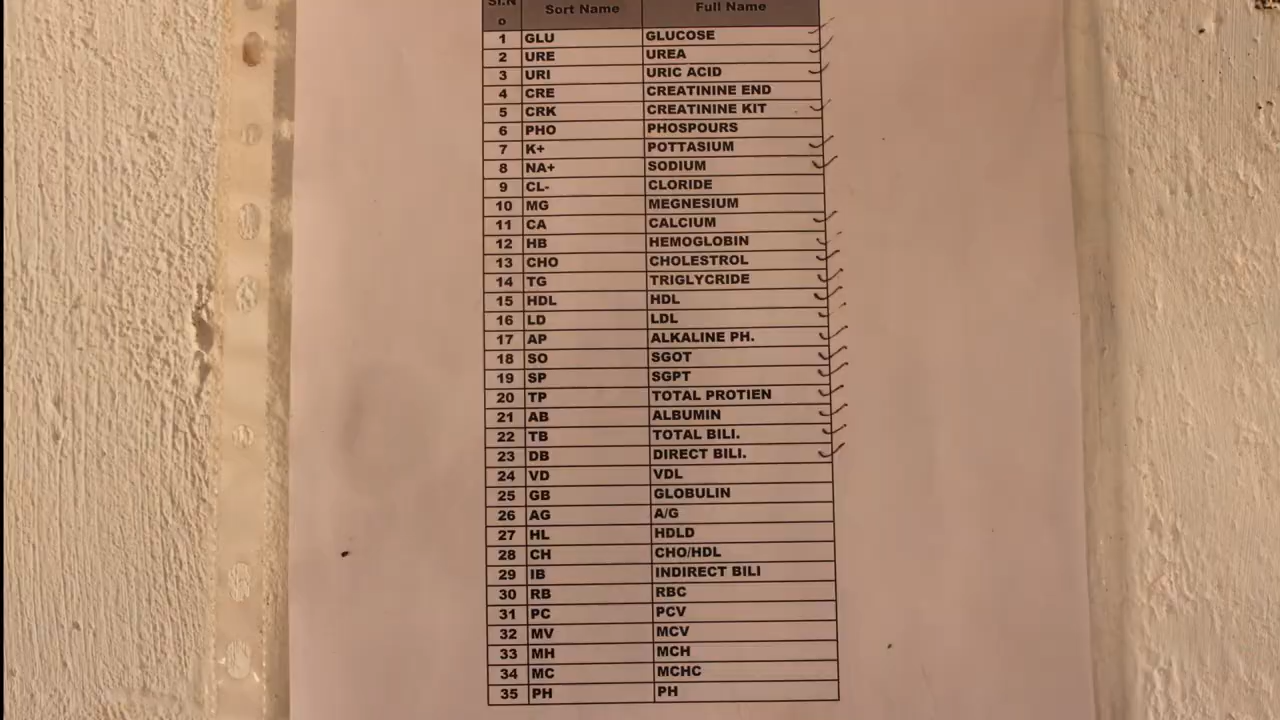 Sl.N
o Sort Name Full Name
1 GLU GLUCOSE
2 URE UREA
3 URI URIC ACID
4 CRE CREATININE END
5 CRK CREATININE KIT
6 PHO PHOSPOURS
7 K+ POTTASIUM
8 NA+ SODIUM
9 CL- CLORIDE
10 MG MEGNESIUM
11 CA CALCIUM
12 HB HEMOGLOBIN
13 CHO CHOLESTROL
14 TG TRIGLYCRIDE
15 HDL HDL
16 LD LDL
17 AP ALKALINE PH.
18 SO SGOT
19 SP SGPT
20 TP TOTAL PROTIEN
21 AB ALBUMIN
22 TB TOTAL BILI.
23 DB DIRECT BILI.
24 VD VDL
25 GB GLOBULIN
26 AG A/G
27 HL HDLD
28 CH CHO/HDL
29 IB INDIRECT BILI
30 RB RBC
31 PC PCV
32 MV MCV
33 MH MCH
34 MC MCHC
35 PH PH